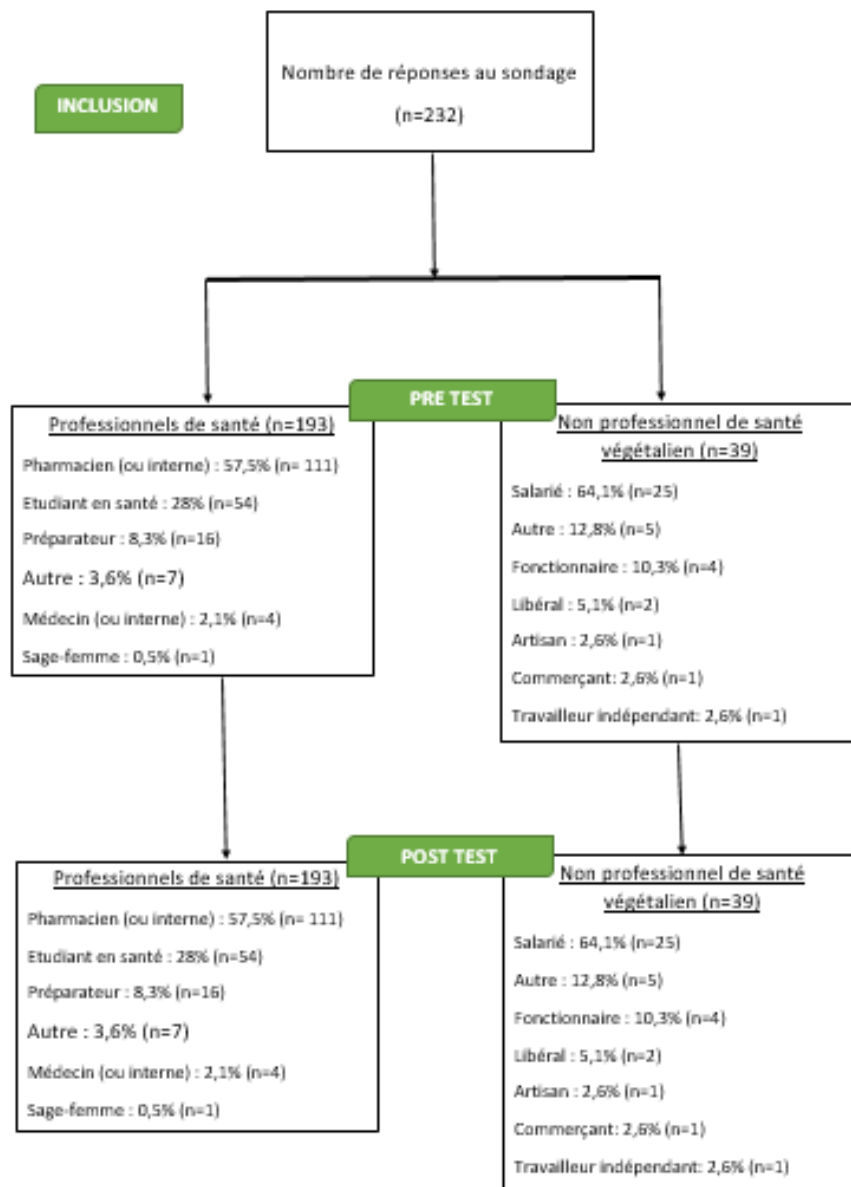 Nombre de réponses au sondage
(n=232)
INCLUSION
PRE TEST
Professionnels de santé (n=193)
Pharmacien (ou interne) : 57,5% (n= 111)
Etudiant en santé : 28% (n=54)
Préparateur : 8,3% (n=16)
Autre : 3,6% (n=7)
Médecin (ou interne) : 2,1% (n=4)
Sage-femme : 0,5% (n=1)
Non professionnel de santé
végétalien (n=39)
Salarié : 64,1% (n=25)
Autre : 12,8% (n=5)
Fonctionnaire : 10,3% (n=4)
Libéral : 5,1% (n=2)
Artisan : 2,6% (n=1)
Commerçant: 2,6% (n=1)
Travailleur indépendant: 2,6% (n=1)
POST TEST
Professionnels de santé (n=193)
Pharmacien (ou interne) : 57,5% (n= 111)
Etudiant en santé : 28% (n=54)
Préparateur : 8,3% (n=16)
Autre : 3,6% (n=7)
Médecin (ou interne) : 2,1% (n=4)
Sage-femme : 0,5% (n=1)
Non professionnel de santé
végétalien (n=39)
Salarié : 64,1% (n=25)
Autre : 12,8% (n=5)
Fonctionnaire : 10,3% (n=4)
Libéral : 5,1% (n=2)
Artisan : 2,6% (n=1)
Commerçant: 2,6% (n=1)
Travailleur indépendant: 2,6% (n=1)